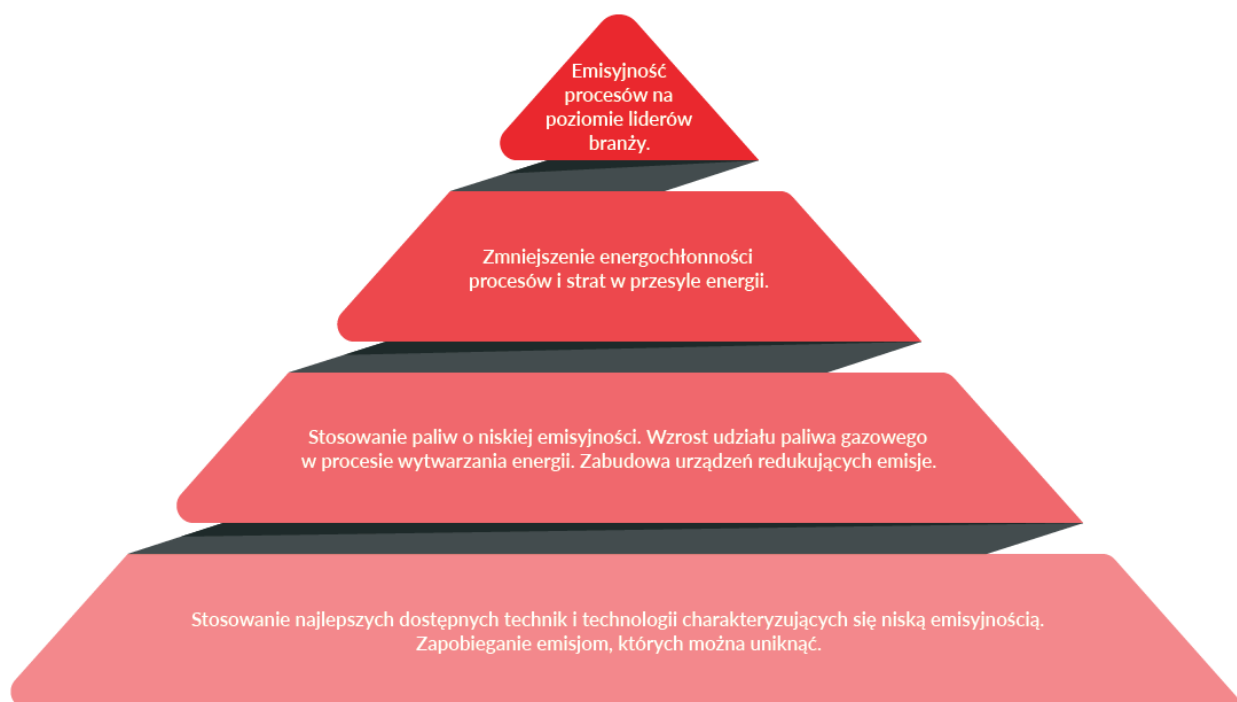 Emisyjność
procesów na
poziomie liderów
branży.
Zmniejszenie energochłonności
procesów i strat w przesyle energii.
Stosowanie paliw o niskiej emisyjności. Wzrost udziału paliwa gazowego
w procesie wytwarzania energii. Zabudowa urządzeń redukujących emisje.
Stosowanie najlepszych dostępnych technik i technologii charakteryzujących się niską emisyjnością.
Zapobieganie emisjom, których można uniknąć.